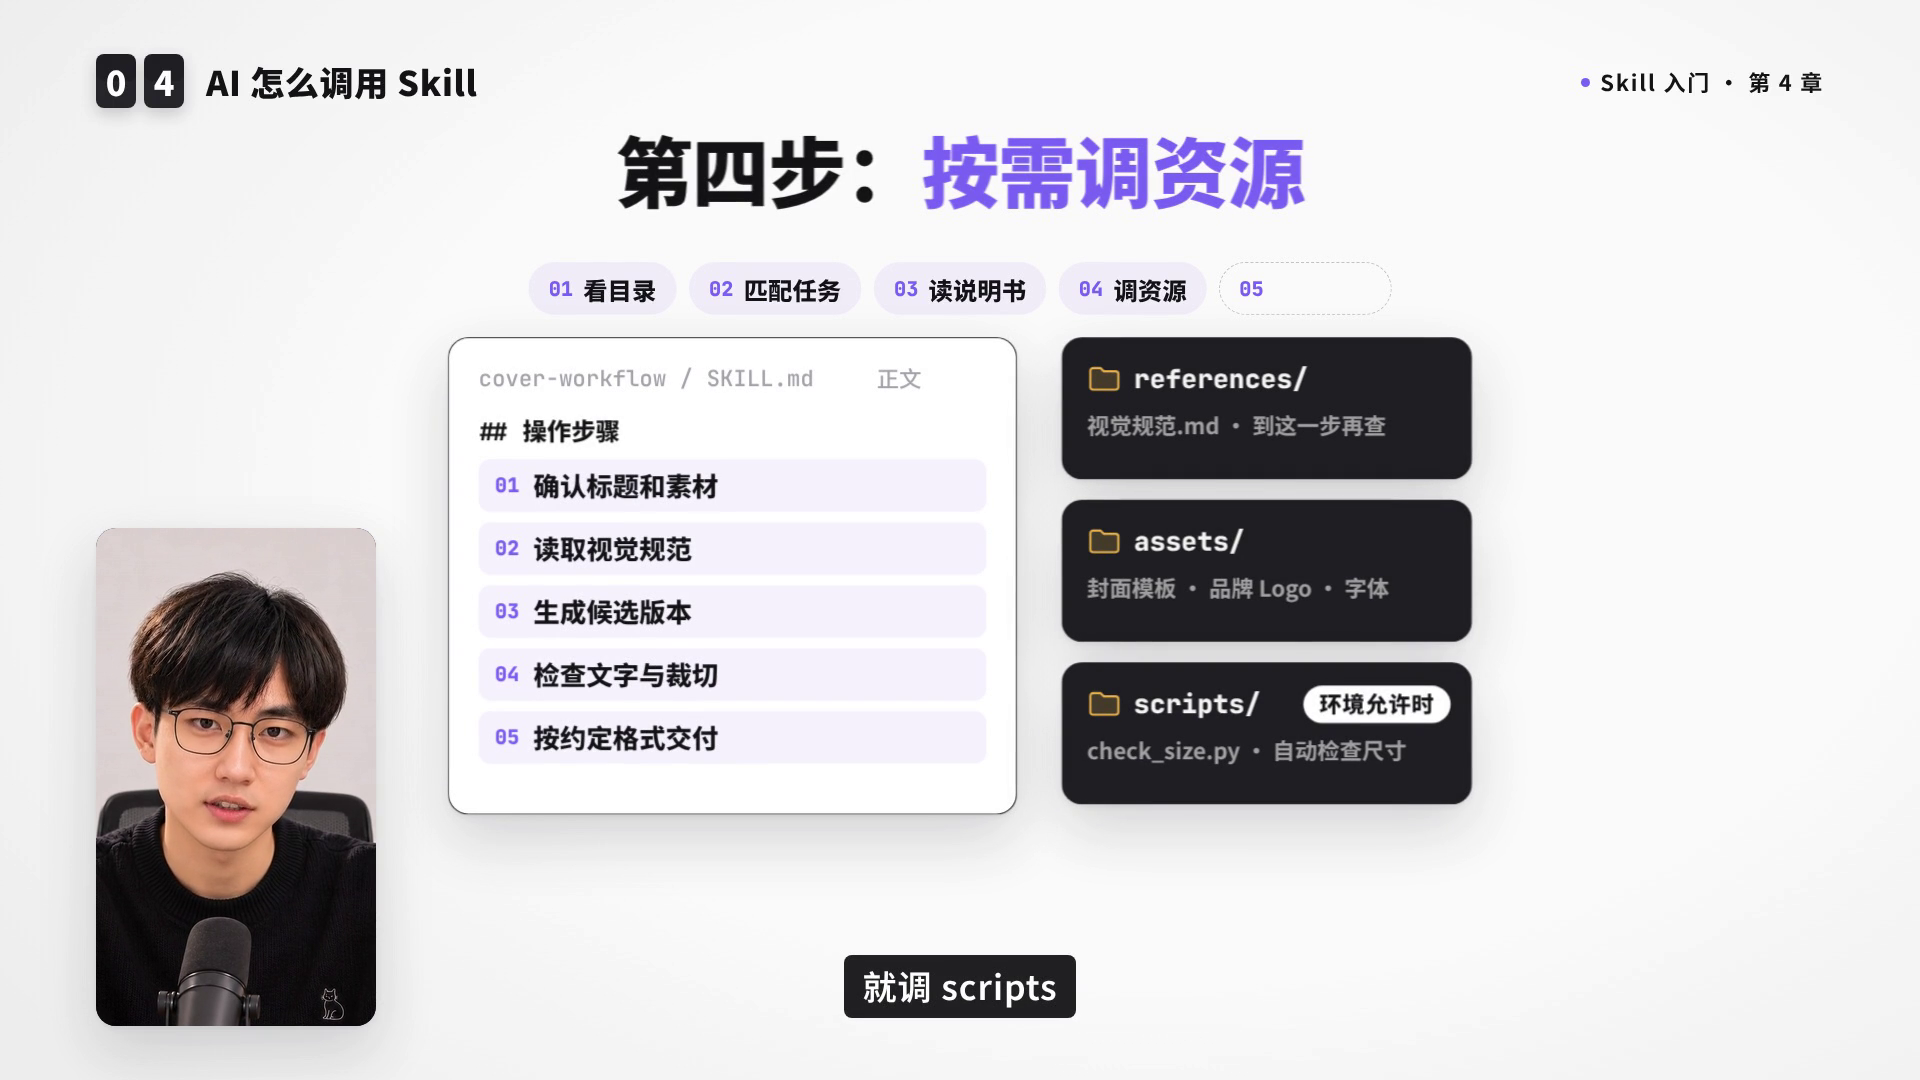 04 AI 怎么调用 Skill
Skill 入门 · 第 4 章
第四步：按需调资源
01 看目录
02 匹配任务
03 读说明书
04 调资源
05
cover-workflow / SKILL.md 正文
## 操作步骤
01 确认标题和素材
02 读取视觉规范
03 生成候选版本
04 检查文字与裁切
05 按约定格式交付
references/
视觉规范.md · 到这一步再查
assets/
封面模板 · 品牌 Logo · 字体
scripts/ 环境允许时
check_size.py · 自动检查尺寸
就调 scripts